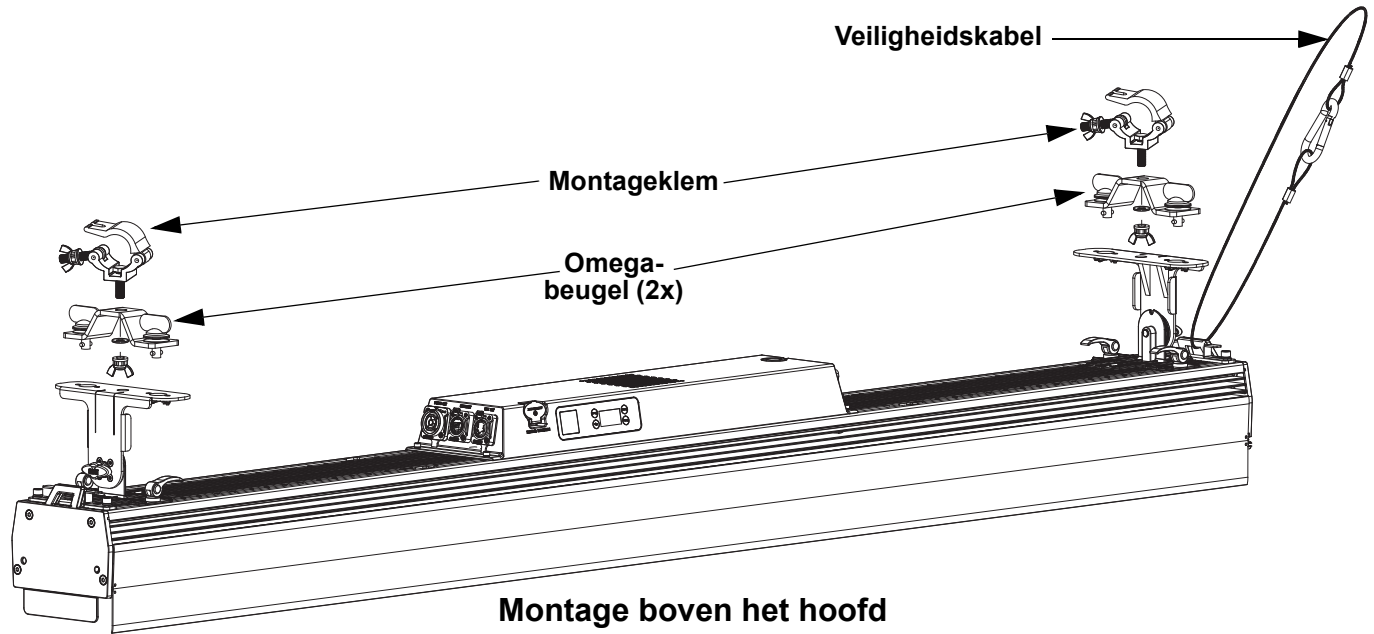 Veiligheidskabel
Montageklem
Omega-
beugel (2x)
Montage boven het hoofd